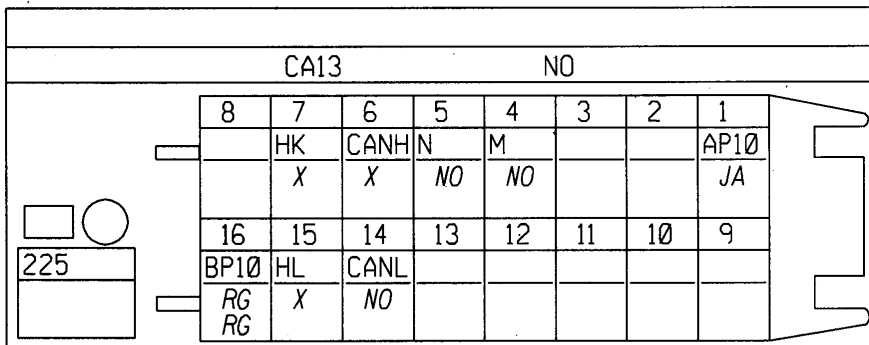 CA13 NO
8 7 6 5 4 3 2 1
HK CANH N M AP10
X X NO NO JA
16 15 14 13 12 11 10 9
225
BP10 HL CANL
RG X NO
RG